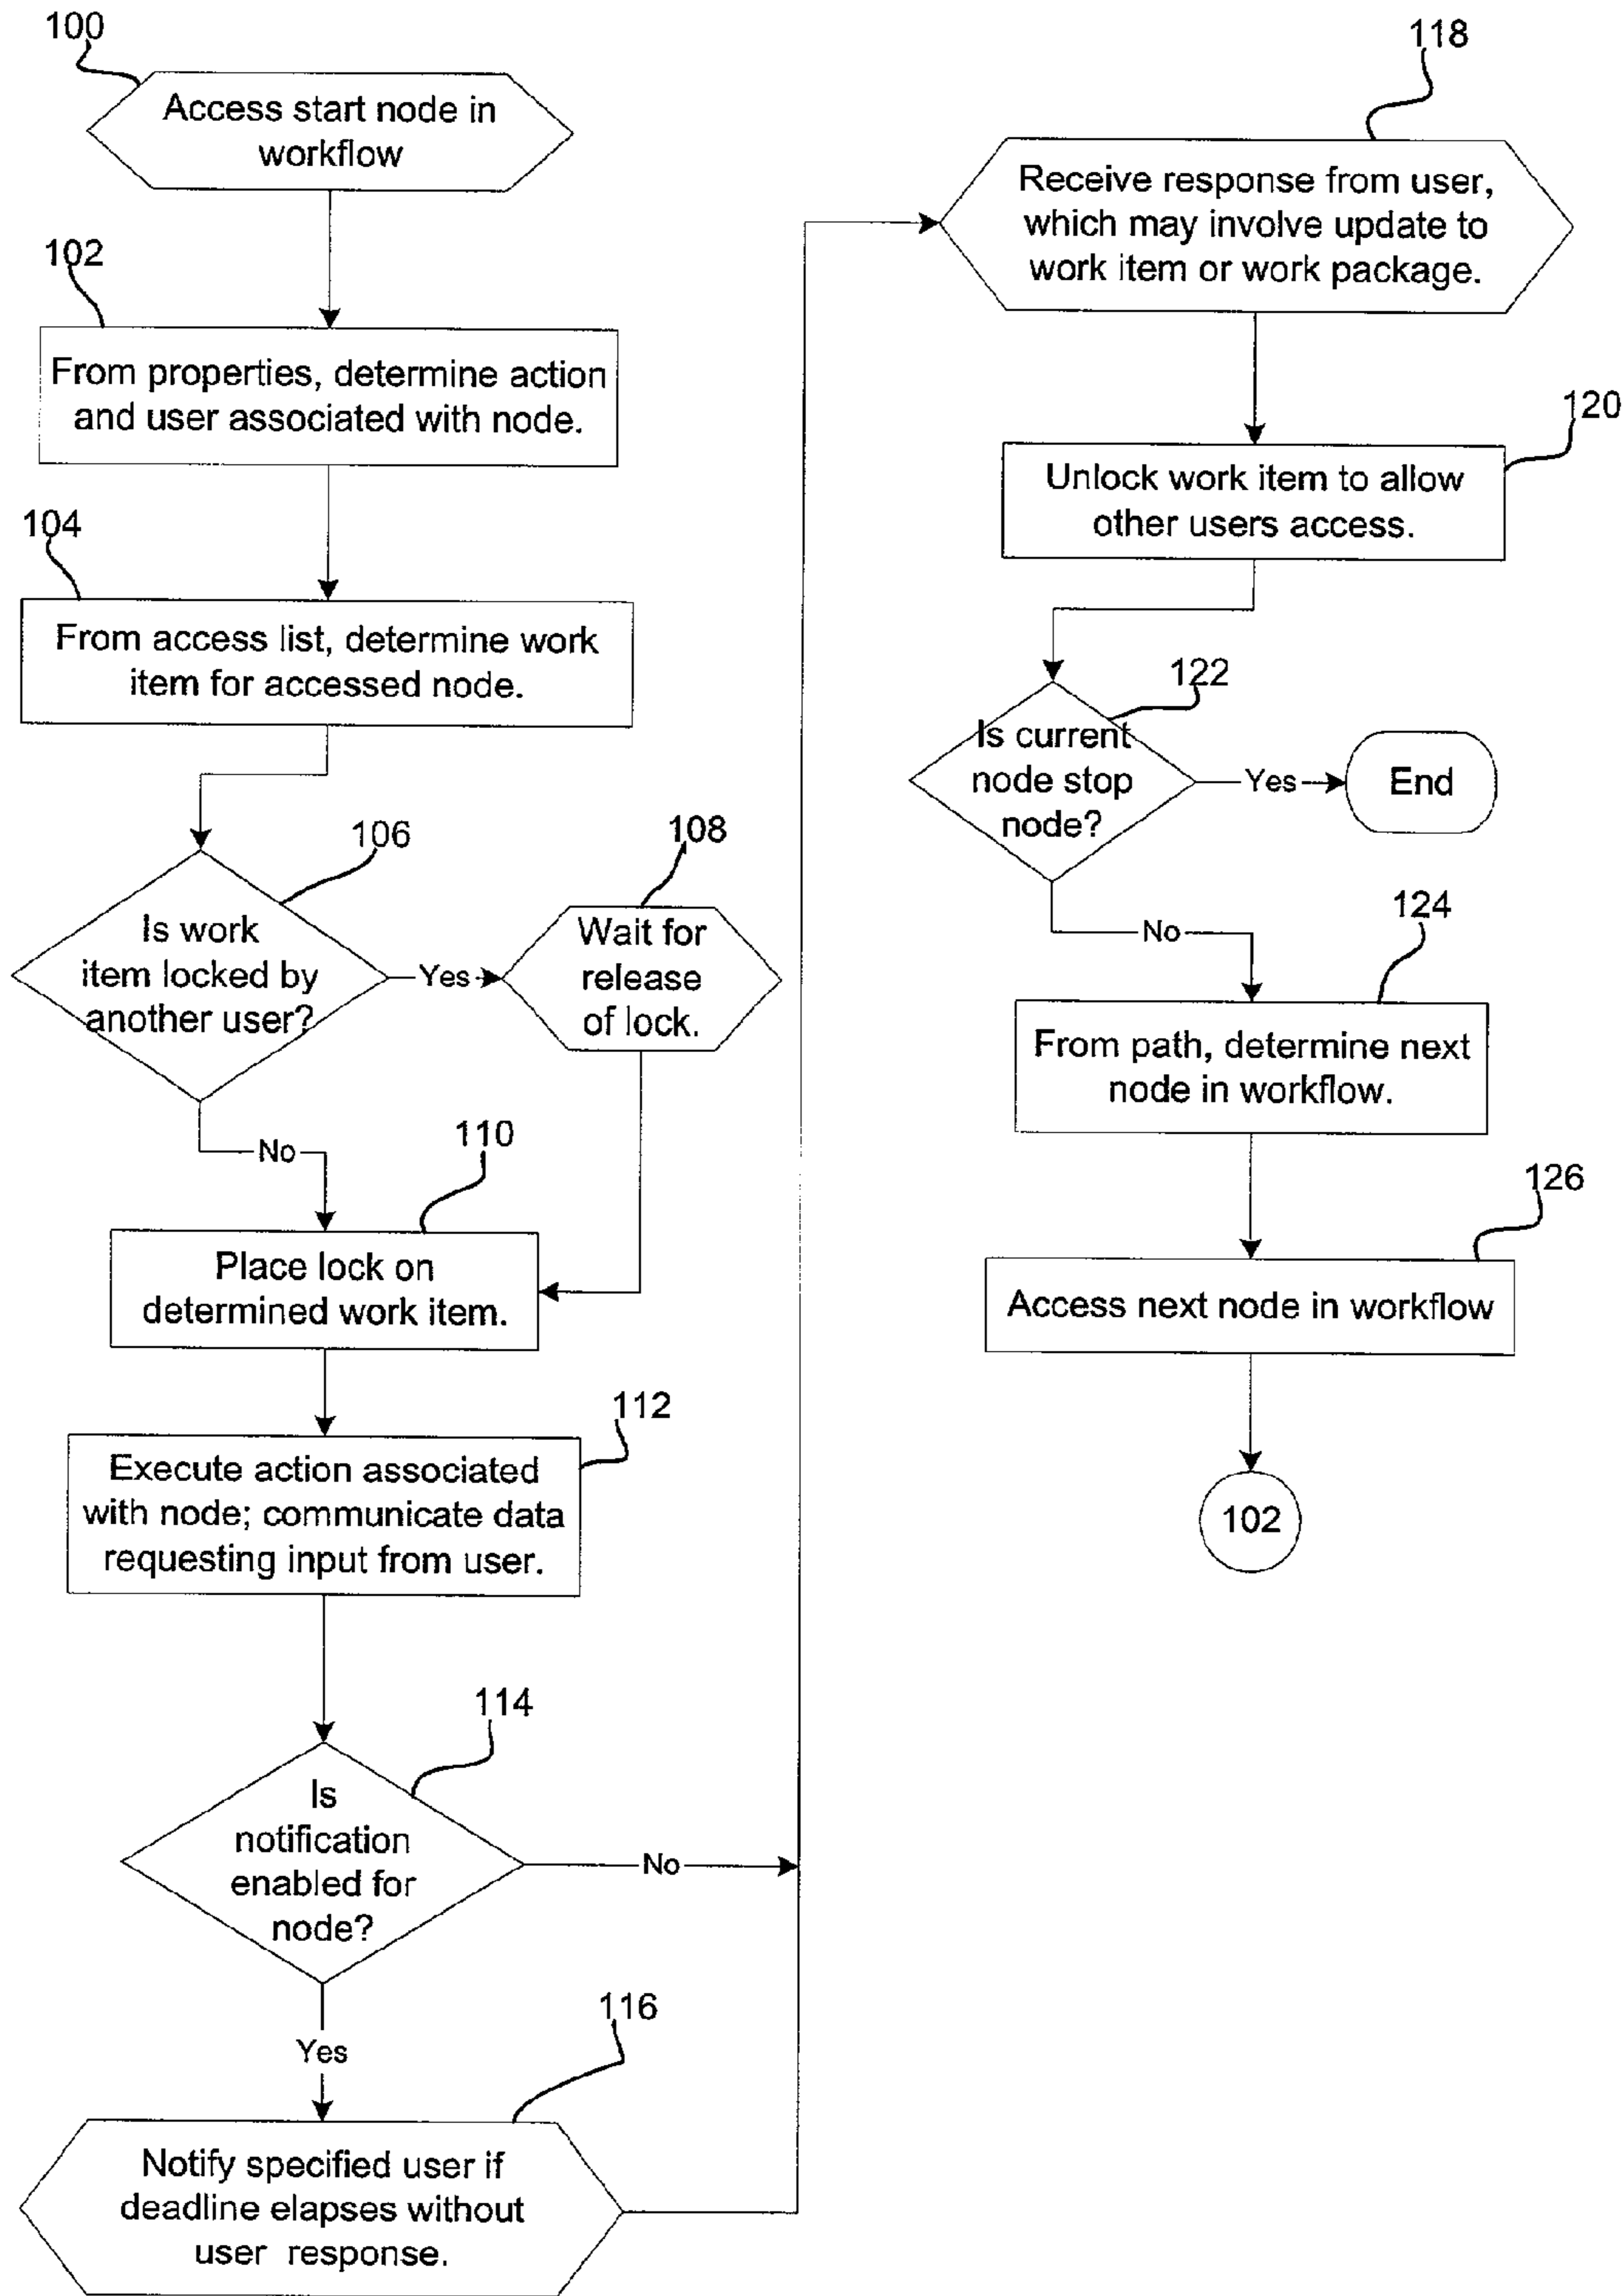 100
Access start node in
workflow
102
From properties, determine action
and user associated with node.
104
From access list, determine work
item for accessed node.
106
Is work
item locked by
another user?
Yes
108
Wait for
release
of lock.
No
110
Place lock on
determined work item.
112
Execute action associated
with node; communicate data
requesting input from user.
114
Is
notification
enabled for
node?
No
Yes
116
Notify specified user if
deadline elapses without
user response.
118
Receive response from user,
which may involve update to
work item or work package.
120
Unlock work item to allow
other users access.
122
Is current
node stop
node?
Yes
End
No
124
From path, determine next
node in workflow.
126
Access next node in workflow
102